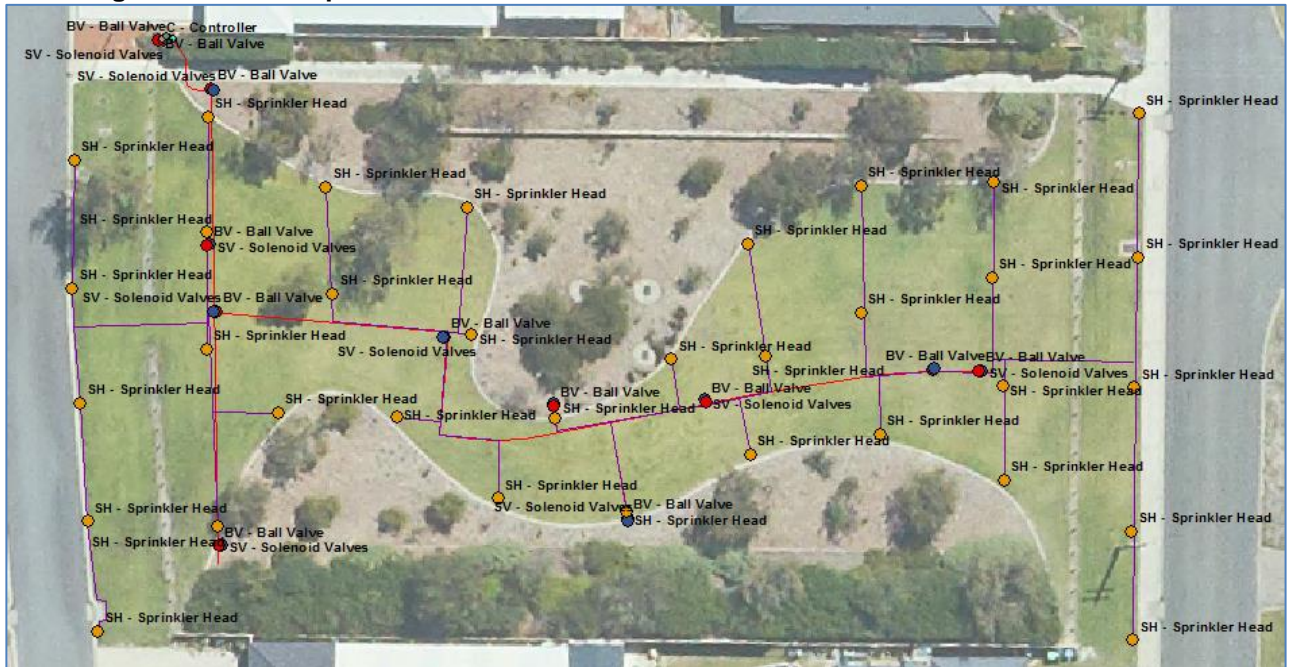 BV - Ball Valve C - Controller
BV - Ball Valve
SV - Solenoid Valves
SV - Solenoid Valves BV - Ball Valve
SH - Sprinkler Head
SH - Sprinkler Head
SH - Sprinkler Head
SH - Sprinkler Head
SH - Sprinkler Head
SH - Sprinkler Head
SH - Sprinkler Head
SH - Sprinkler Head
BV - Ball Valve
SV - Solenoid Valves
SH - Sprinkler Head
SH - Sprinkler Head
SH - Sprinkler Head
SH - Sprinkler Head
SH - Sprinkler Head
SH - Sprinkler Head
SV - Solenoid Valves BV - Ball Valve
SH - Sprinkler Head
BV - Ball Valve
SH - Sprinkler Head
SV - Solenoid Valves
SH - Sprinkler Head
SH - Sprinkler Head
BV - Ball Valve BV - Ball Valve
SV - Solenoid Valves
SH - Sprinkler Head
SH - Sprinkler Head
SH - Sprinkler Head
SH - Sprinkler Head
SH - Sprinkler Head
BV - Ball Valve
SH - Sprinkler Head
BV - Ball Valve
SV - Solenoid Valves
SH - Sprinkler Head
SH - Sprinkler Head
SH - Sprinkler Head
SH - Sprinkler Head
SV - Solenoid Valves BV - Ball Valve
SH - Sprinkler Head
SH - Sprinkler Head
SH - Sprinkler Head
BV - Ball Valve
SH - Sprinkler Head
SV - Solenoid Valves
SH - Sprinkler Head
SH - Sprinkler Head